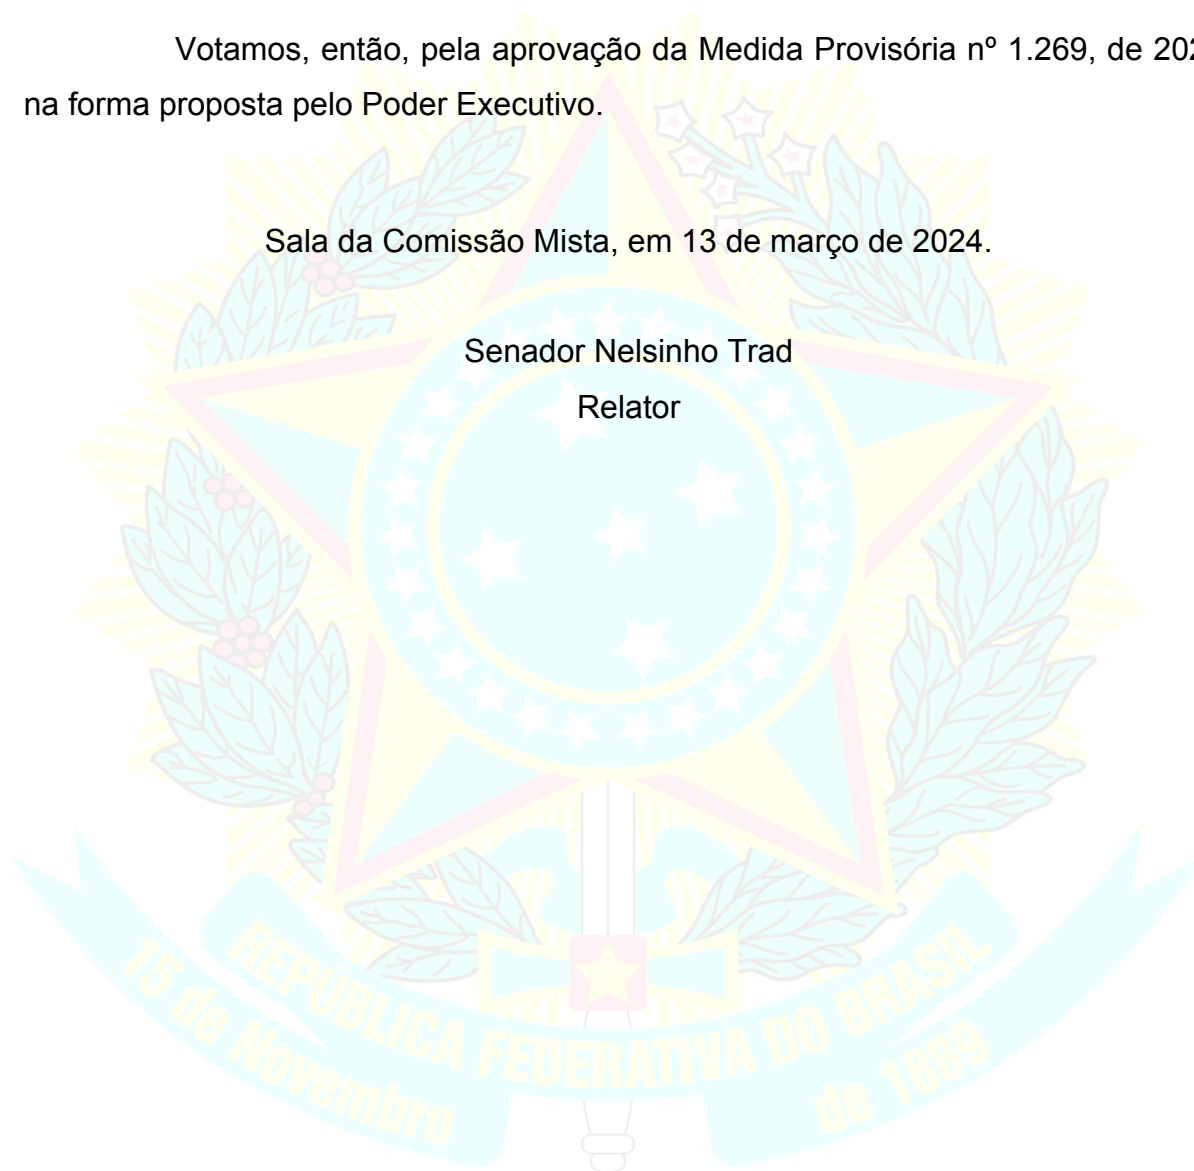 Votamos, então, pela aprovação da Medida Provisória nº 1.269, de 202
na forma proposta pelo Poder Executivo.
Sala da Comissão Mista, em 13 de março de 2024.
Senador Nelsinho Trad
Relator
REPÚBLICA FEDERATIVA DO BRASIL
15 de Novembro
de 1889